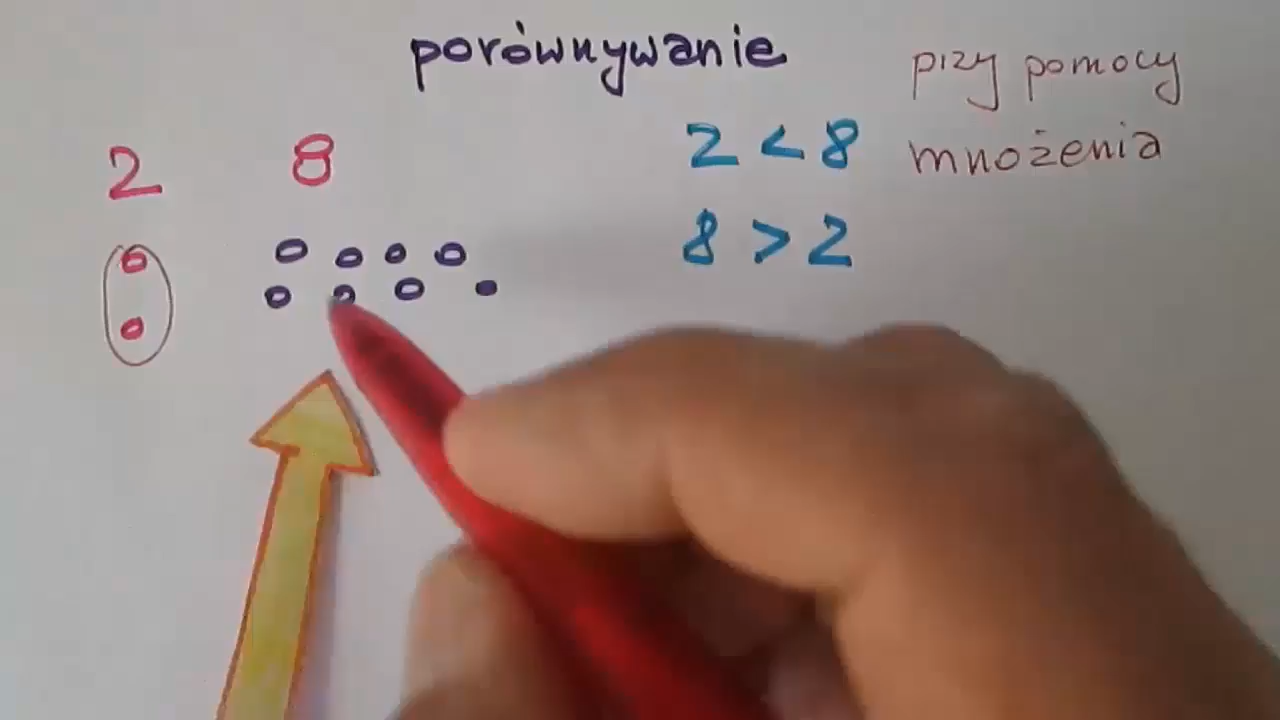 porównywanie
przy pomocy
mnożenia
2 8
2 < 8
8 > 2